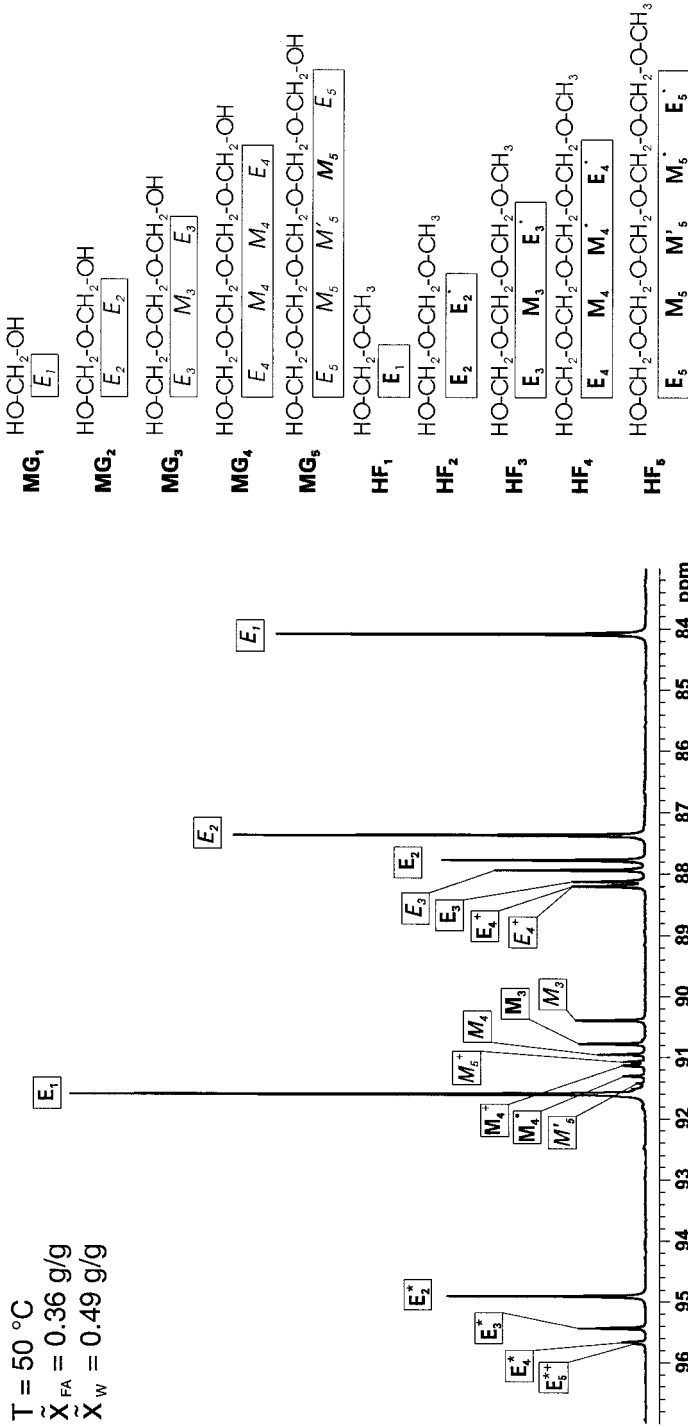 T = 50 °C
X̃ FA = 0.36 g/g
X̃ W = 0.49 g/g
E₁
E₁
E₂
E₂
E₃
E₃
E₄⁺
E₄⁺
M₃
M₃
M₄
M₅⁺
M₄⁺
M₄*
M'₅
E₂*
E₃*
E₄*
E₅*⁺
96 95 94 93 92 91 90 89 88 87 86 85 84 ppm
MG₁ HO-CH₂-OH
E₁
MG₂ HO-CH₂-O-CH₂-OH
E₂ E₂
MG₃ HO-CH₂-O-CH₂-O-CH₂-OH
E₃ M₃ E₃
MG₄ HO-CH₂-O-CH₂-O-CH₂-O-CH₂-OH
E₄ M₄ M₄ E₄
MG₅ HO-CH₂-O-CH₂-O-CH₂-O-CH₂-O-CH₂-OH
E₅ M₅ M'₅ M₅ E₅
HF₁ HO-CH₂-O-CH₃
E₁
HF₂ HO-CH₂-O-CH₂-O-CH₃
E₂ E₂*
HF₃ HO-CH₂-O-CH₂-O-CH₂-O-CH₃
E₃ M₃ E₃*
HF₄ HO-CH₂-O-CH₂-O-CH₂-O-CH₂-O-CH₃
E₄ M₄ M₄* E₄*
HF₅ HO-CH₂-O-CH₂-O-CH₂-O-CH₂-O-CH₂-O-CH₃
E₅ M₅ M'₅ M₅* E₅*